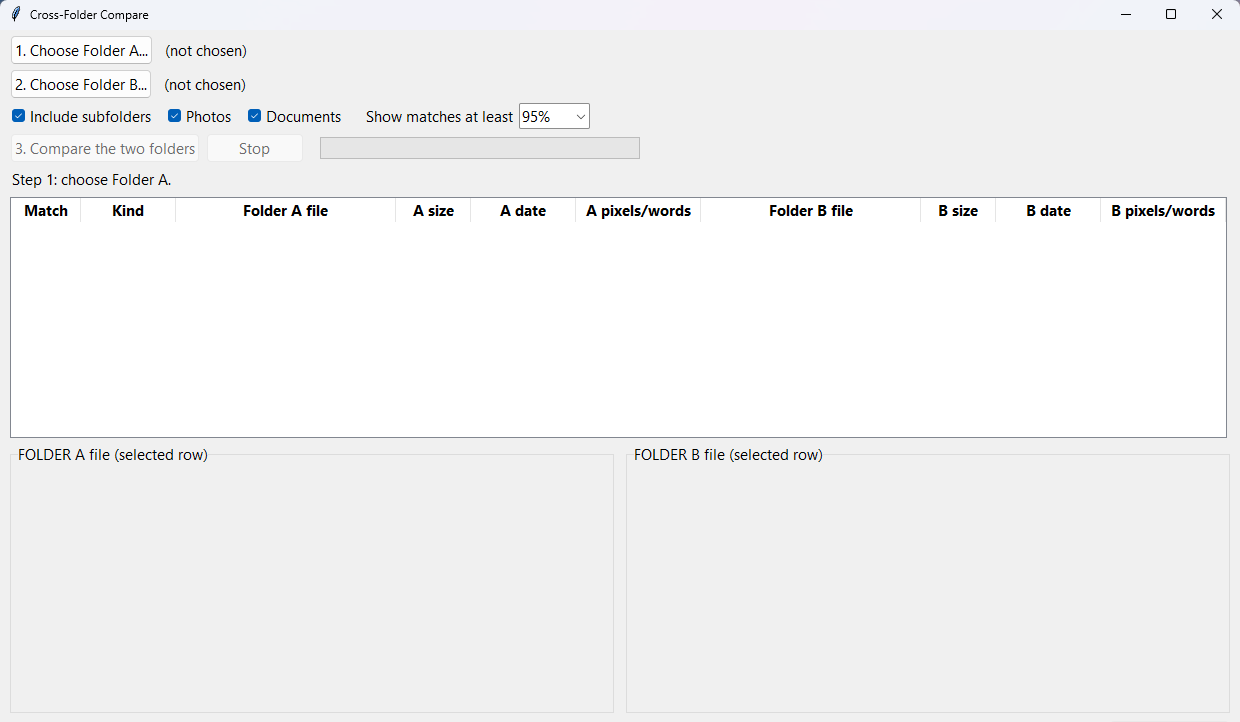 Cross-Folder Compare
1. Choose Folder A... (not chosen)
2. Choose Folder B... (not chosen)
Include subfolders Photos Documents Show matches at least 95%
3. Compare the two folders Stop
Step 1: choose Folder A.
Match Kind Folder A file A size A date A pixels/words Folder B file B size B date B pixels/words
FOLDER A file (selected row) FOLDER B file (selected row)